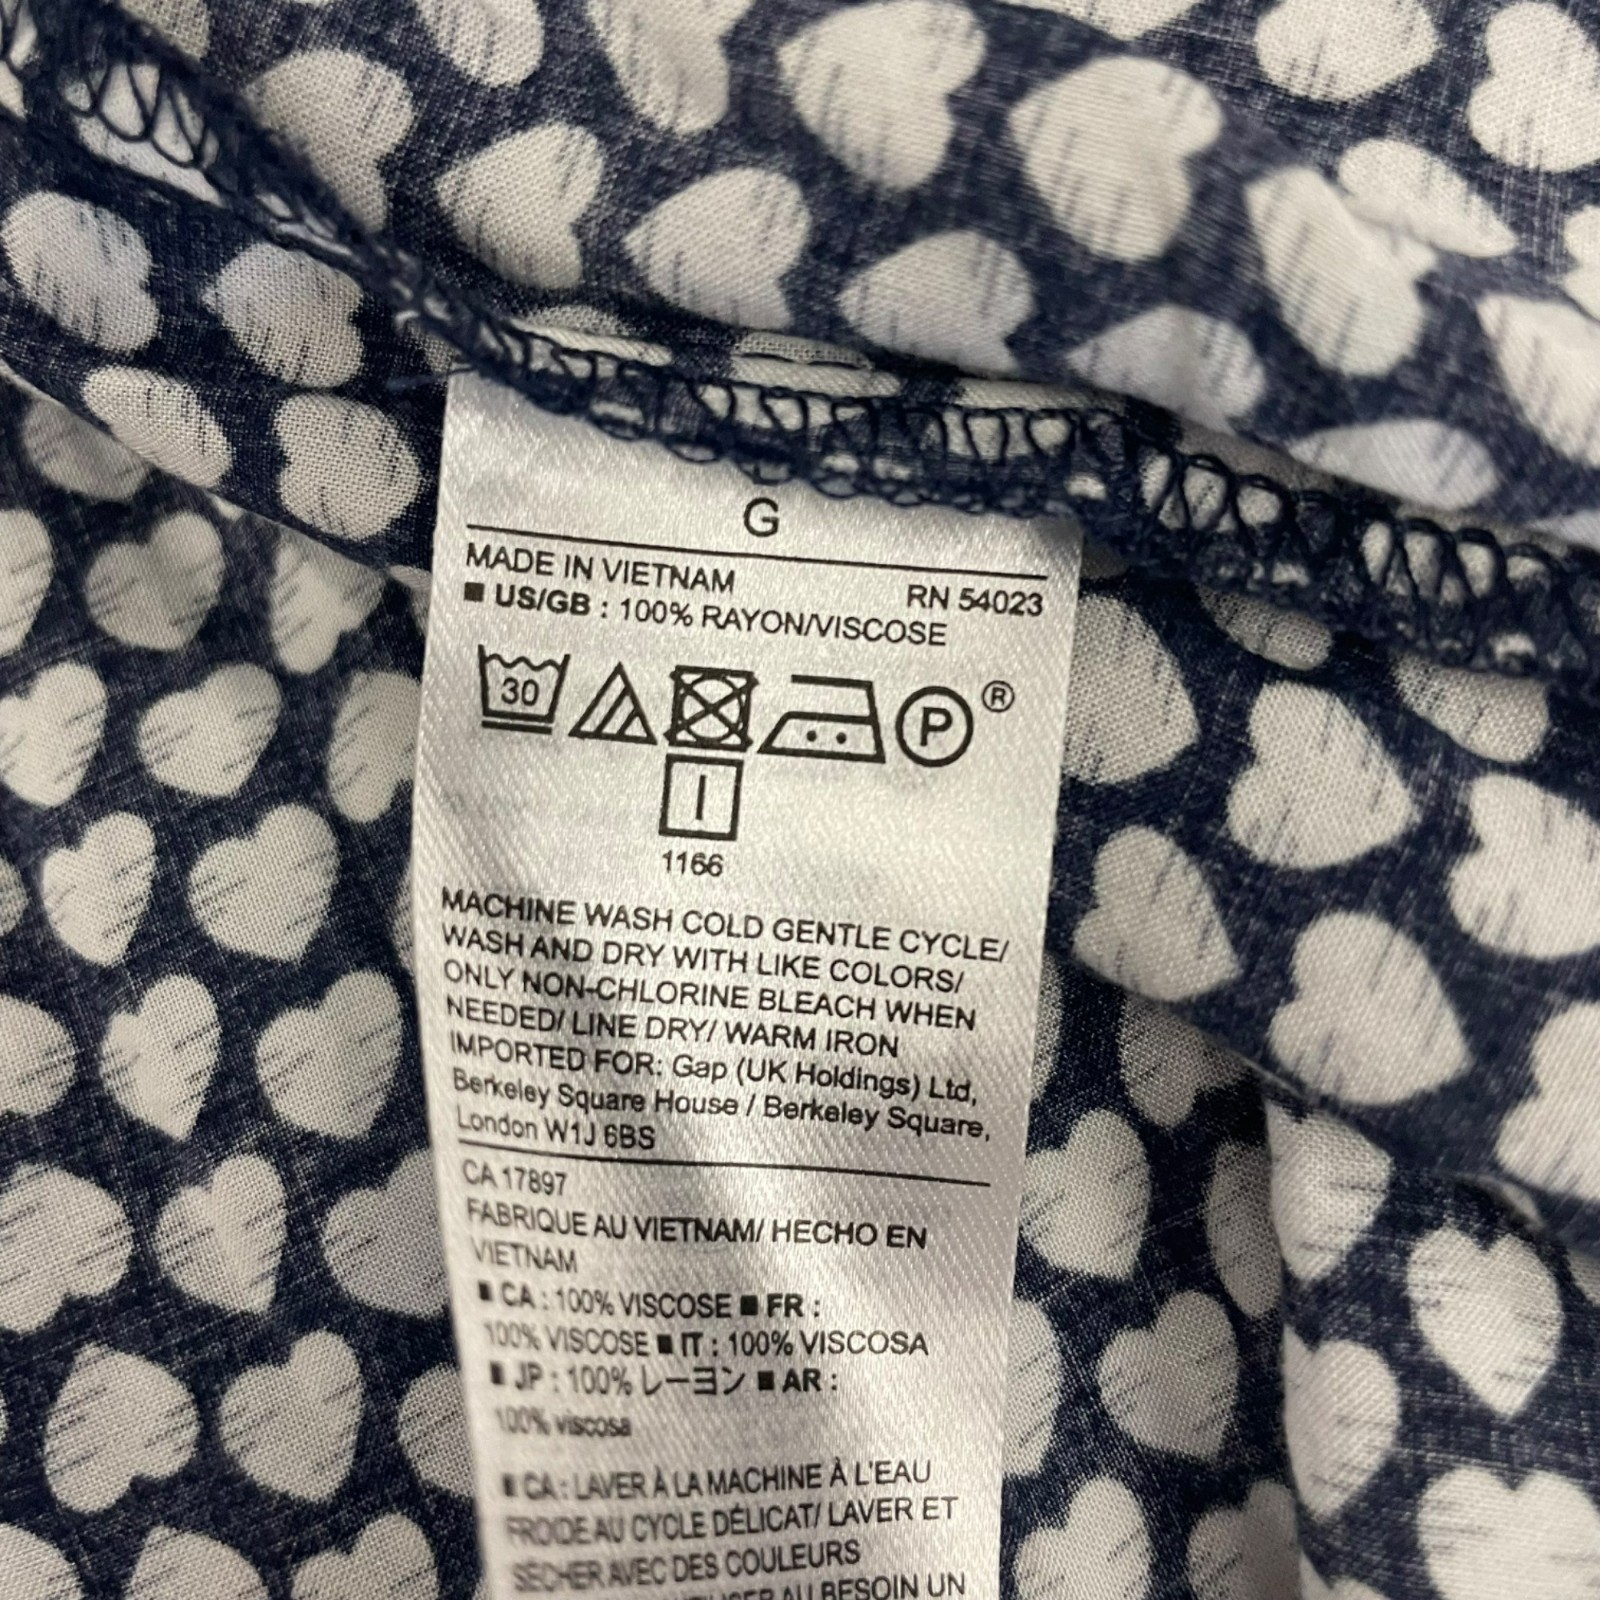 G
MADE IN VIETNAM RN 54023
■ US/GB : 100% RAYON/VISCOSE
30 P ®
1166
MACHINE WASH COLD GENTLE CYCLE/
WASH AND DRY WITH LIKE COLORS/
ONLY NON-CHLORINE BLEACH WHEN
NEEDED/ LINE DRY/ WARM IRON
IMPORTED FOR: Gap (UK Holdings) Ltd,
Berkeley Square House / Berkeley Square,
London W1J 6BS
CA 17897
FABRIQUE AU VIETNAM/ HECHO EN
VIETNAM
■ CA : 100% VISCOSE ■ FR :
100% VISCOSE ■ IT : 100% VISCOSA
■ JP : 100% レーヨン ■ AR :
100% viscosa
■ CA : LAVER À LA MACHINE À L'EAU
FROIDE AU CYCLE DÉLICAT/ LAVER ET
SÉCHER AVEC DES COULEURS
AU BESOIN UN